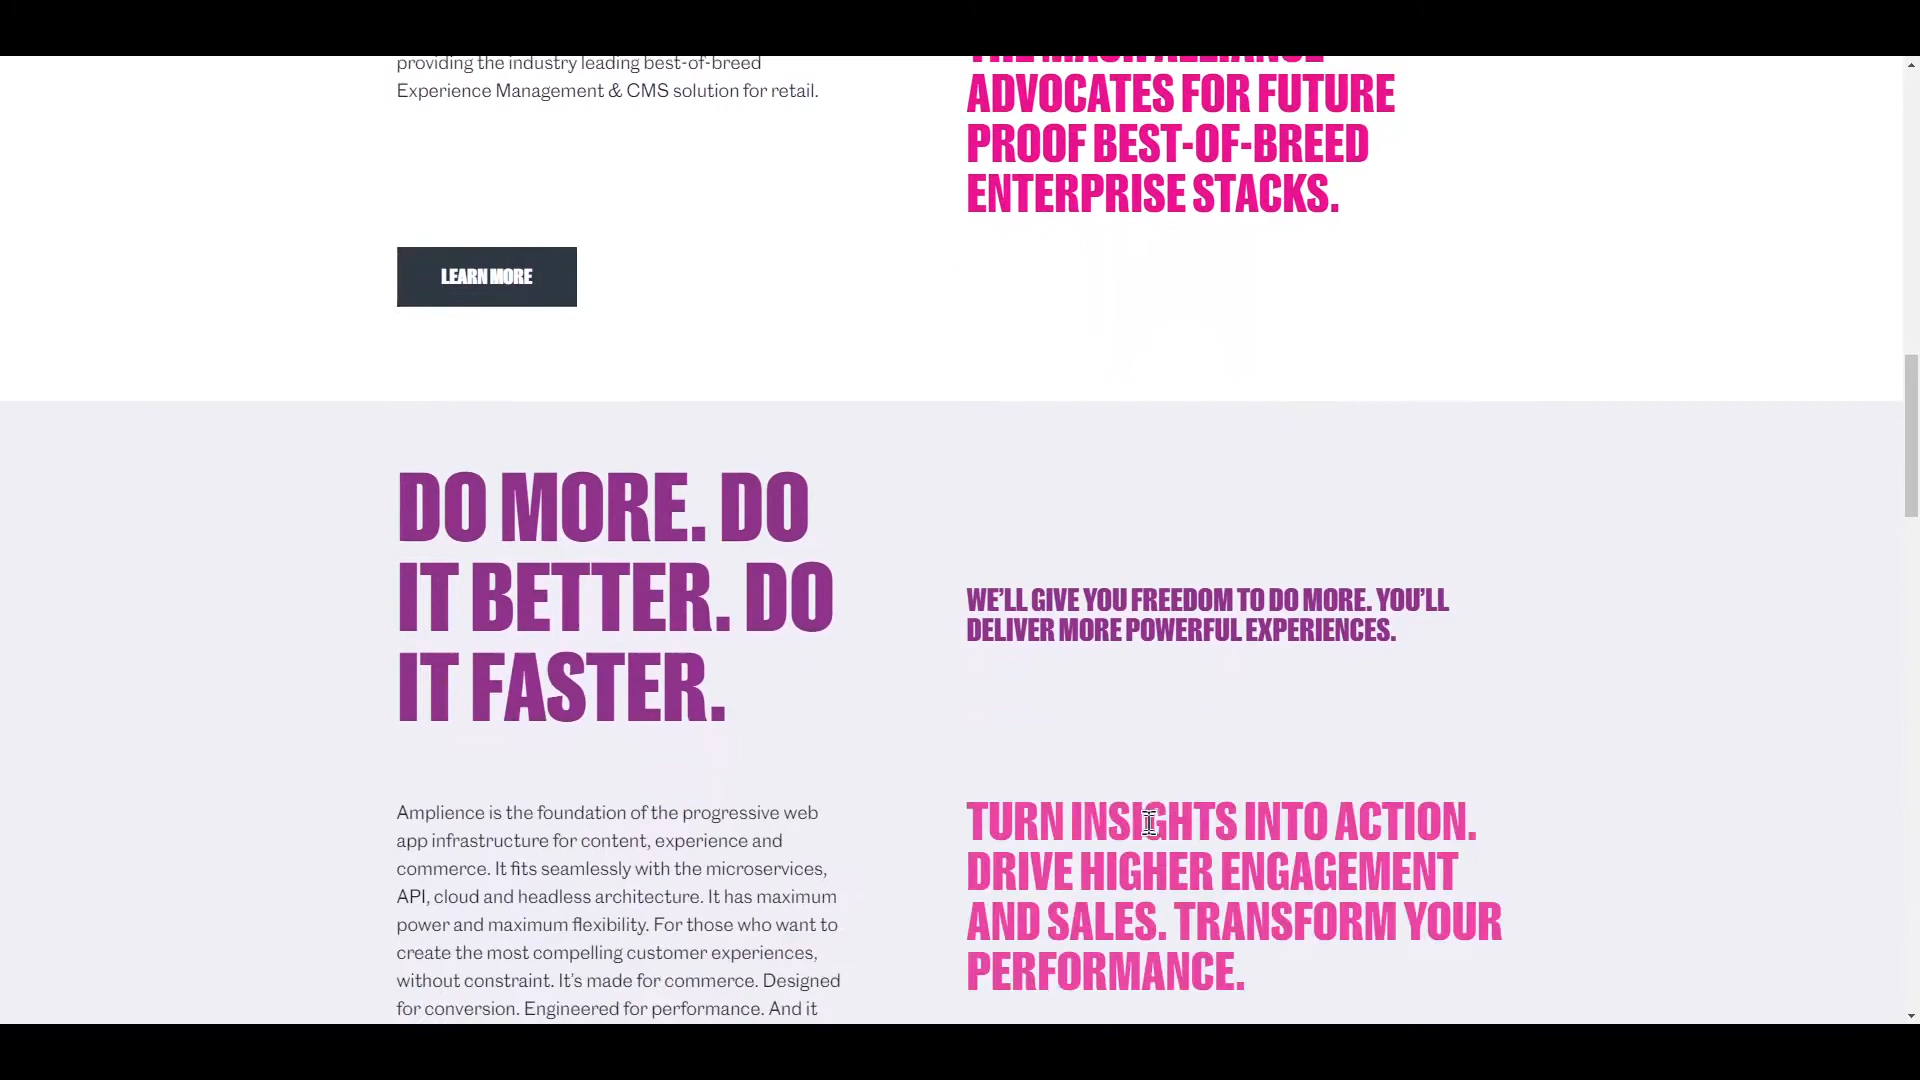 providing the industry leading best-of-breed
Experience Management & CMS solution for retail.
THE MACH ALLIANCE
ADVOCATES FOR FUTURE
PROOF BEST-OF-BREED
ENTERPRISE STACKS.
LEARN MORE
DO MORE. DO
IT BETTER. DO
IT FASTER.
WE’LL GIVE YOU FREEDOM TO DO MORE. YOU’LL
DELIVER MORE POWERFUL EXPERIENCES.
Amplience is the foundation of the progressive web
app infrastructure for content, experience and
commerce. It fits seamlessly with the microservices,
API, cloud and headless architecture. It has maximum
power and maximum flexibility. For those who want to
create the most compelling customer experiences,
without constraint. It’s made for commerce. Designed
for conversion. Engineered for performance. And it
TURN INSIGHTS INTO ACTION.
DRIVE HIGHER ENGAGEMENT
AND SALES. TRANSFORM YOUR
PERFORMANCE.